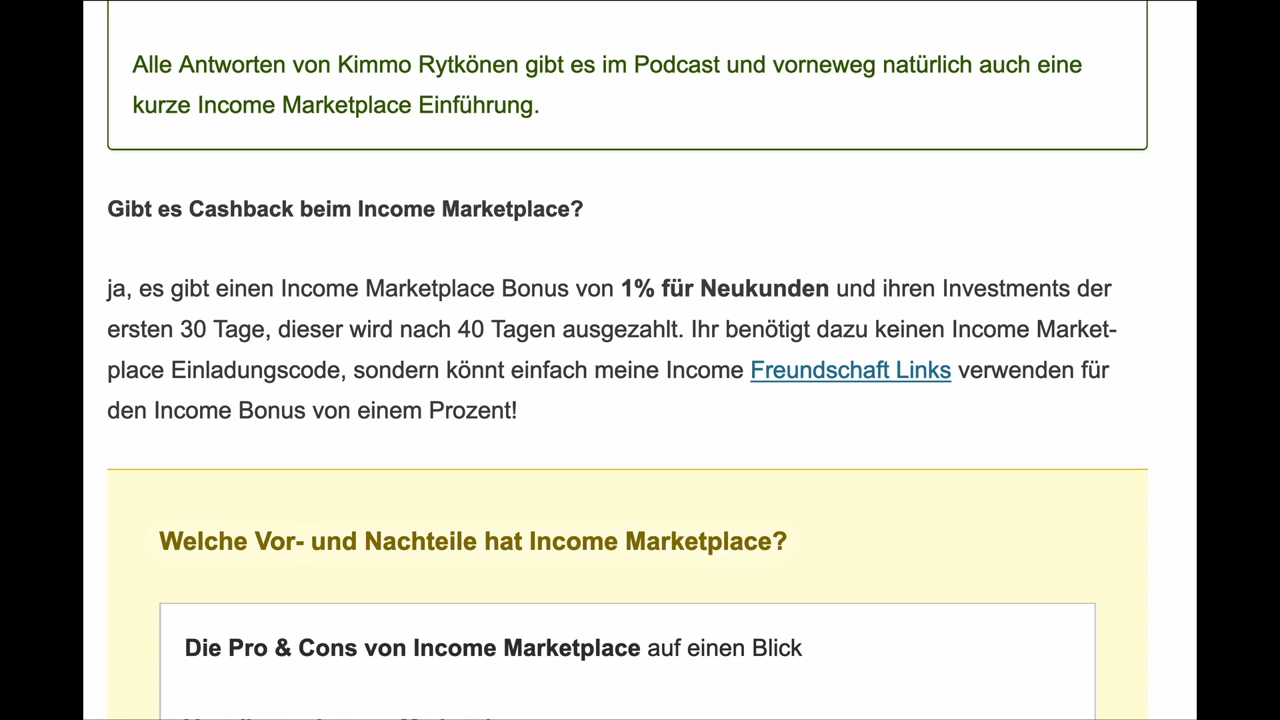 Alle Antworten von Kimmo Rytkönen gibt es im Podcast und vorneweg natürlich auch eine
kurze Income Marketplace Einführung.
Gibt es Cashback beim Income Marketplace?
ja, es gibt einen Income Marketplace Bonus von 1% für Neukunden und ihren Investments der
ersten 30 Tage, dieser wird nach 40 Tagen ausgezahlt. Ihr benötigt dazu keinen Income Market-
place Einladungscode, sondern könnt einfach meine Income Freundschaft Links verwenden für
den Income Bonus von einem Prozent!
Welche Vor- und Nachteile hat Income Marketplace?
Die Pro & Cons von Income Marketplace auf einen Blick